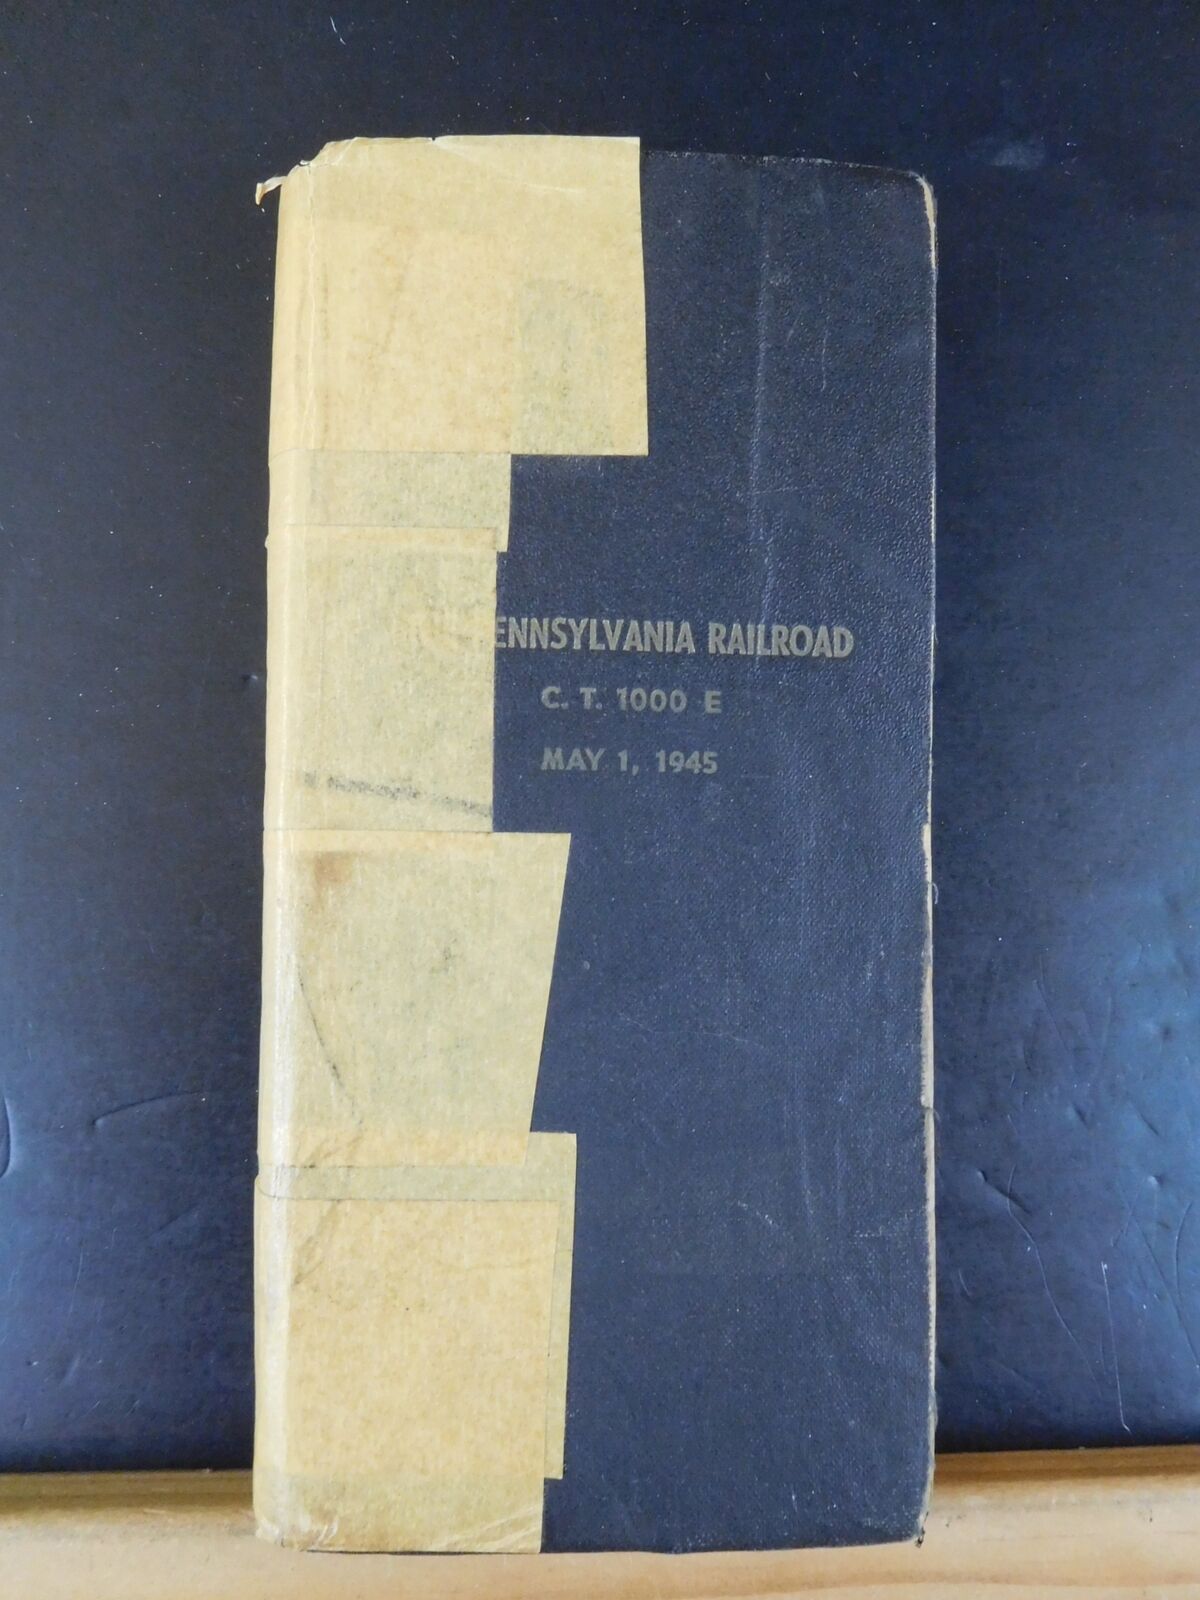 ENNSYLVANIA RAILROAD
C. T. 1000 E
MAY 1, 1945